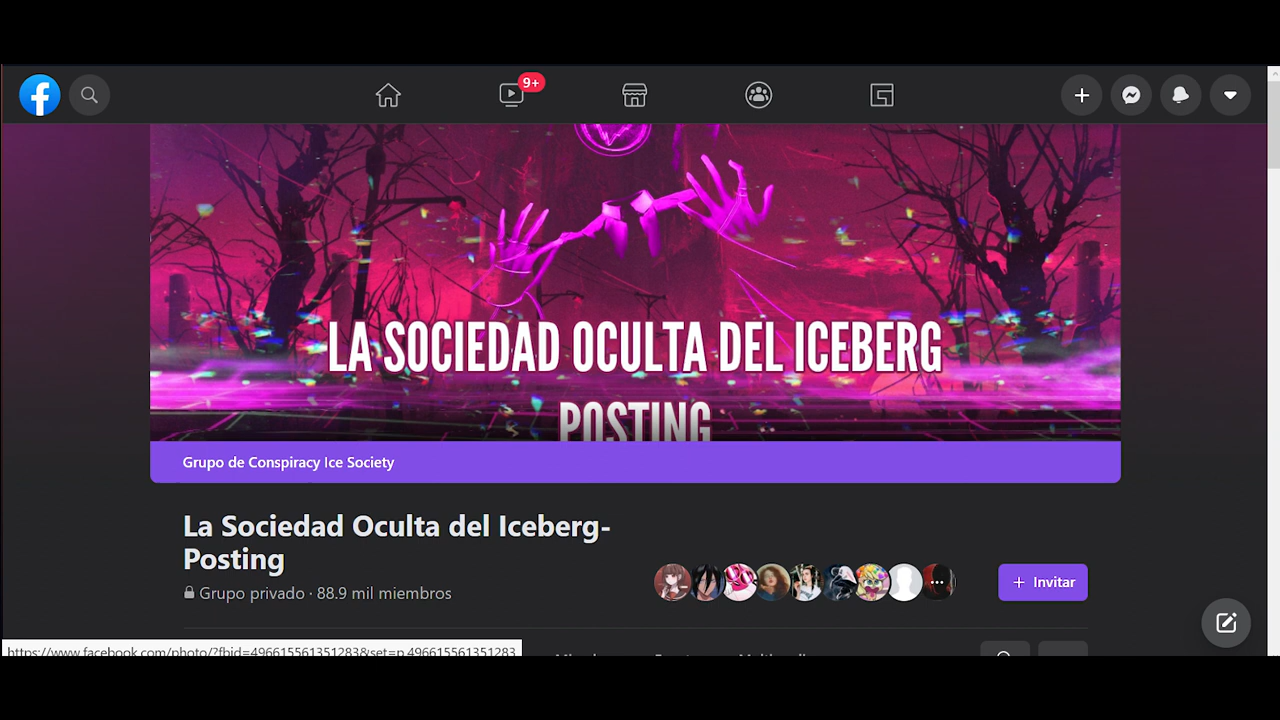 9+
LA SOCIEDAD OCULTA DEL ICEBERG
POSTING
Grupo de Conspiracy Ice Society
La Sociedad Oculta del Iceberg-
Posting
Grupo privado · 88.9 mil miembros
+ Invitar
https://www.facebook.com/photo/?fbid=496615561351283&set=p.496615561351283